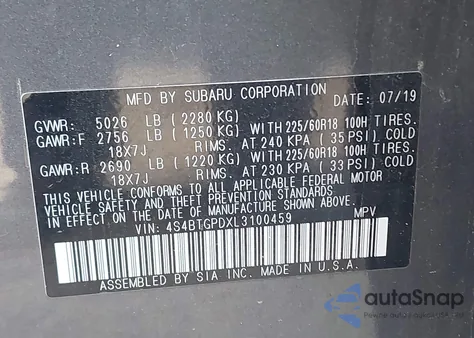 MFD BY SUBARU CORPORATION DATE: 07/19
GVWR: 5026 LB (2280 KG)
GAWR:F 2756 LB (1250 KG) WITH 225/60R18 100H TIRES.
18X7J RIMS. AT 240 KPA ( 35 PSI) COLD
GAWR:R 2690 LB (1220 KG) WITH 225/60R18 100H TIRES.
18X7J RIMS. AT 230 KPA ( 33 PSI) COLD
THIS VEHICLE CONFORMS TO ALL APPLICABLE FEDERAL MOTOR
VEHICLE SAFETY, BUMPER, AND THEFT PREVENTION STANDARDS
IN EFFECT ON THE DATE OF MANUFACTURE SHOWN ABOVE.
VIN: 4S4BTGPDXL3100459 MPV
ASSEMBLED BY SIA INC. IN U.S.A.
autoSnap